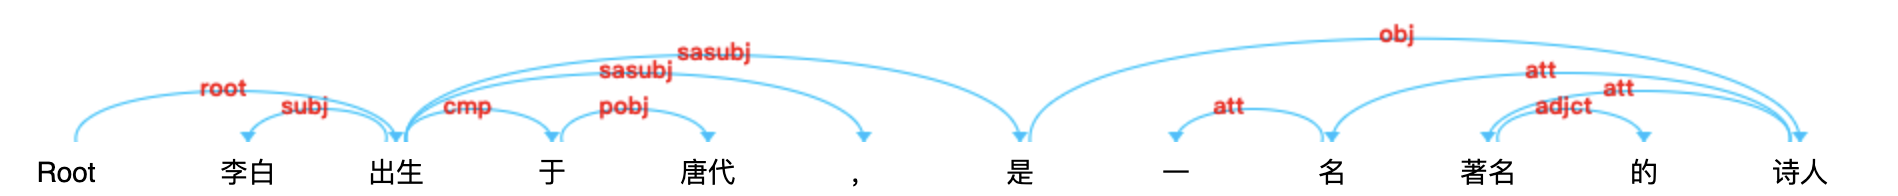 obj
sasubj
sasubj att
root att
subj cmp pobj att adjct
Root 李白 出生 于 唐代 ， 是 一 名 著名 的 诗人